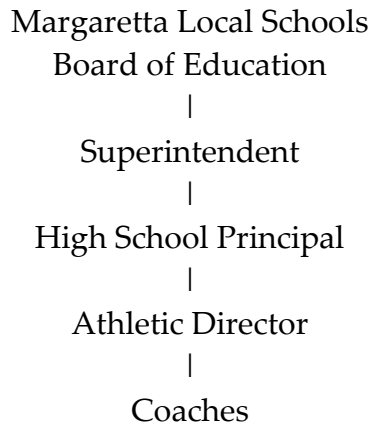 Margaretta Local Schools
Board of Education
|
Superintendent
|
High School Principal
|
Athletic Director
|
Coaches